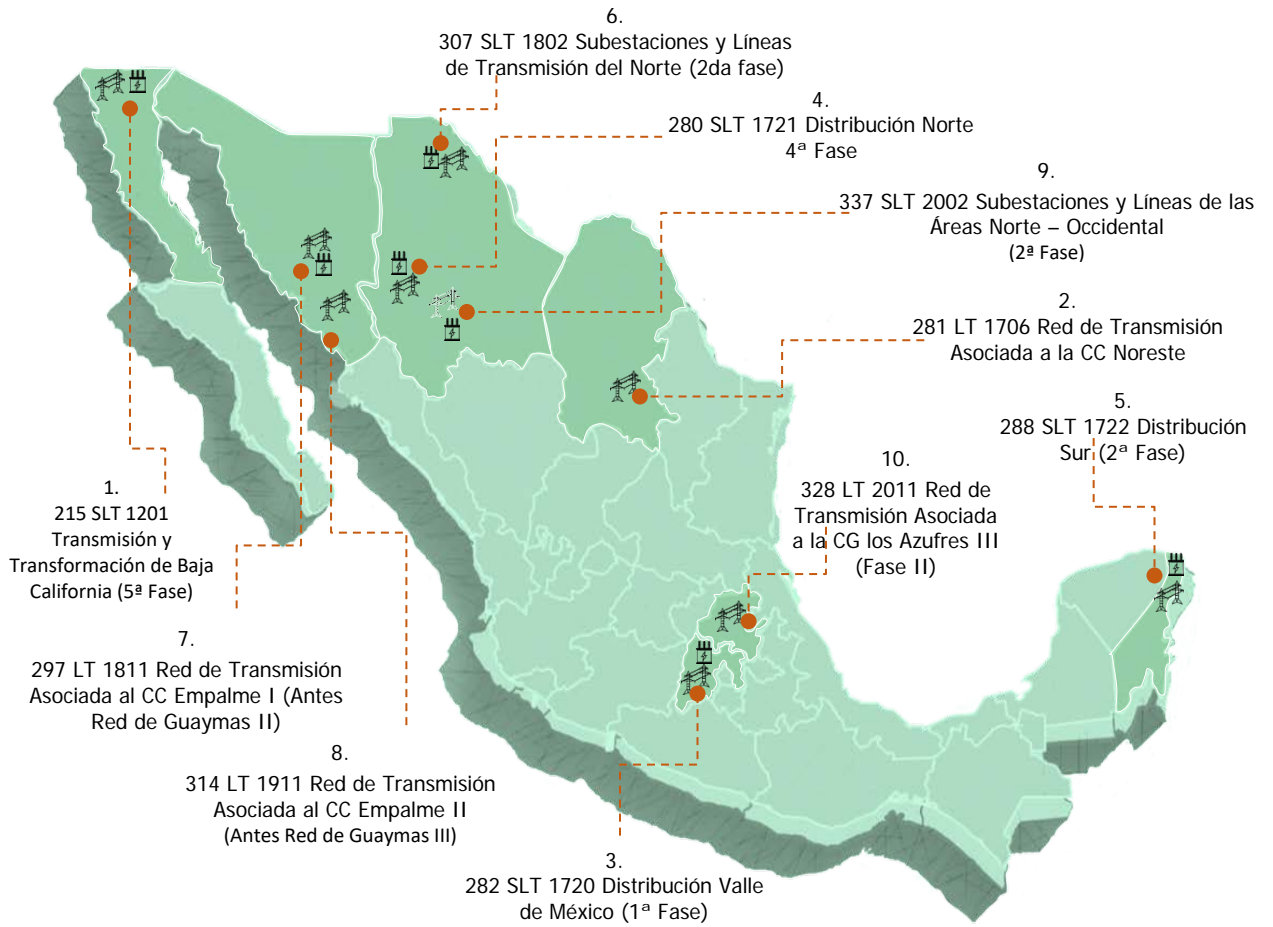 6.
307 SLT 1802 Subestaciones y Líneas
de Transmisión del Norte (2da fase)
4.
280 SLT 1721 Distribución Norte
4ª Fase
9.
337 SLT 2002 Subestaciones y Líneas de las
Áreas Norte – Occidental
(2ª Fase)
2.
281 LT 1706 Red de Transmisión
Asociada a la CC Noreste
5.
288 SLT 1722 Distribución
Sur (2ª Fase)
10.
328 LT 2011 Red de
Transmisión Asociada
a la CG los Azufres III
(Fase II)
1.
215 SLT 1201
Transmisión y
Transformación de Baja
California (5ª Fase)
7.
297 LT 1811 Red de Transmisión
Asociada al CC Empalme I (Antes
Red de Guaymas II)
8.
314 LT 1911 Red de Transmisión
Asociada al CC Empalme II
(Antes Red de Guaymas III)
3.
282 SLT 1720 Distribución Valle
de México (1ª Fase)